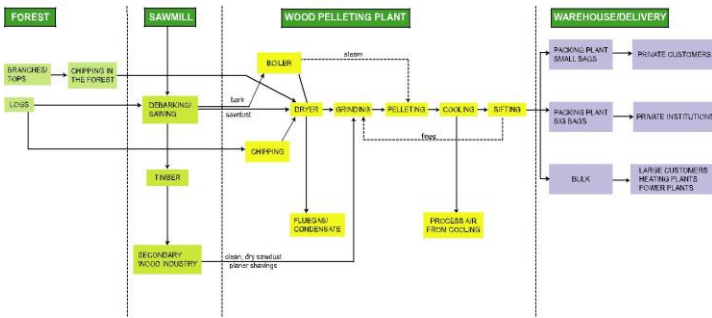 FOREST
SAWMILL
WOOD PELLETING PLANT
WAREHOUSE/DELIVERY
BRANCHES/
TOPS
CHIPPING IN
THE FOREST
LOGS
DEBARKING/
SAWING
TIMBER
SECONDARY
WOOD INDUSTRY
BOILER
steam
bark
sawdust
DRYER
GRINDING
PELLETING
COOLING
SIFTING
CHIPPING
fines
FLUEGAS/
CONDENSATE
PROCESS AIR
FROM COOLING
clean, dry sawdust
planer shavings
PACKING PLANT
SMALL BAGS
PRIVATE CUSTOMERS
PACKING PLANT
BIG BAGS
PRIVATE INSTITUTIONS
BULK
LARGE CUSTOMERS
HEATING PLANTS
POWER PLANTS